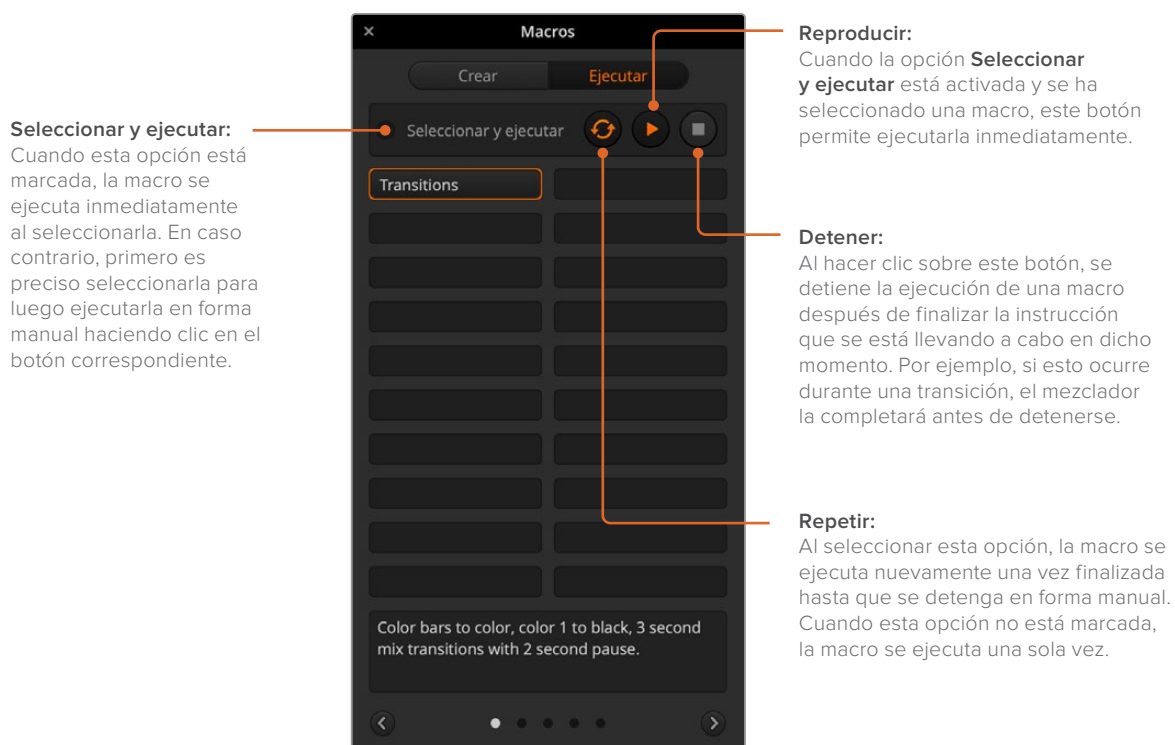 Seleccionar y ejecutar:
Cuando esta opción está
marcada, la macro se
ejecuta inmediatamente
al seleccionarla. En caso
contrario, primero es
preciso seleccionarla para
luego ejecutarla en forma
manual haciendo clic en el
botón correspondiente.
× Macros
Crear Ejecutar
Seleccionar y ejecutar
Transitions
Color bars to color, color 1 to black, 3 second
mix transitions with 2 second pause.
Reproducir:
Cuando la opción Seleccionar
y ejecutar está activada y se ha
seleccionado una macro, este botón
permite ejecutarla inmediatamente.
Detener:
Al hacer clic sobre este botón, se
detiene la ejecución de una macro
después de finalizar la instrucción
que se está llevando a cabo en dicho
momento. Por ejemplo, si esto ocurre
durante una transición, el mezclador
la completará antes de detenerse.
Repetir:
Al seleccionar esta opción, la macro se
ejecuta nuevamente una vez finalizada
hasta que se detenga en forma manual.
Cuando esta opción no está marcada,
la macro se ejecuta una sola vez.